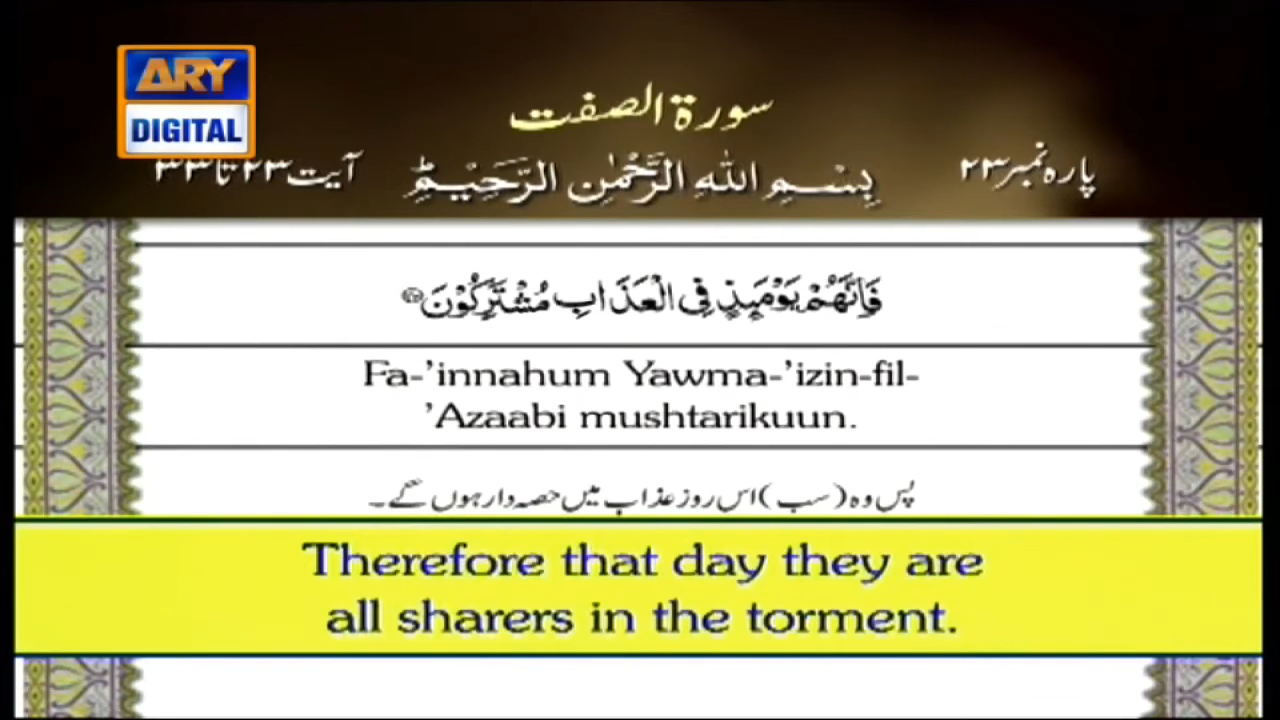 ARY
DIGITAL
سورۃ الصفت
پارہ نمبر ۲۳
بِسْمِ اللهِ الرَّحْمٰنِ الرَّحِیْمِ
آیت ۲۳ تا ۳۳
فَاِنَّهُمْ يَوْمَىِٕذٍ فِي الْعَذَابِ مُشْتَرِكُوْنَ
Fa-’innahum Yawma-’izin-fil-
’Azaabi mushtarikuun.
پس وہ (سب) اس روز عذاب میں حصہ دار ہوں گے۔
Therefore that day they are
all sharers in the torment.